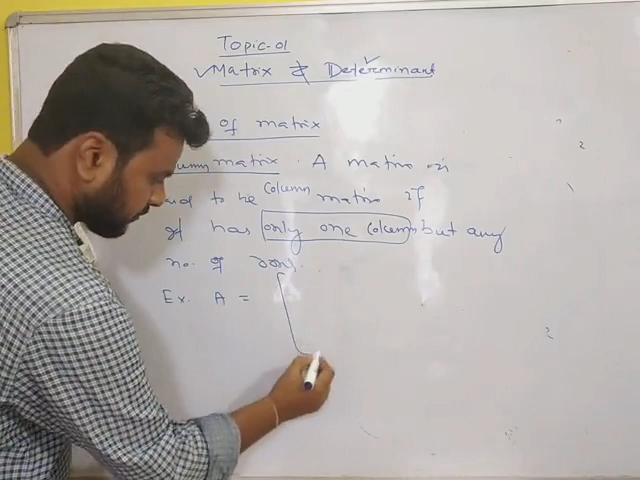 Topic-01
Matrix & Determinant
of matrix
matrix. A matrix is
to be column matrix if
it has only one column but any
no. of rows.
Ex. A =